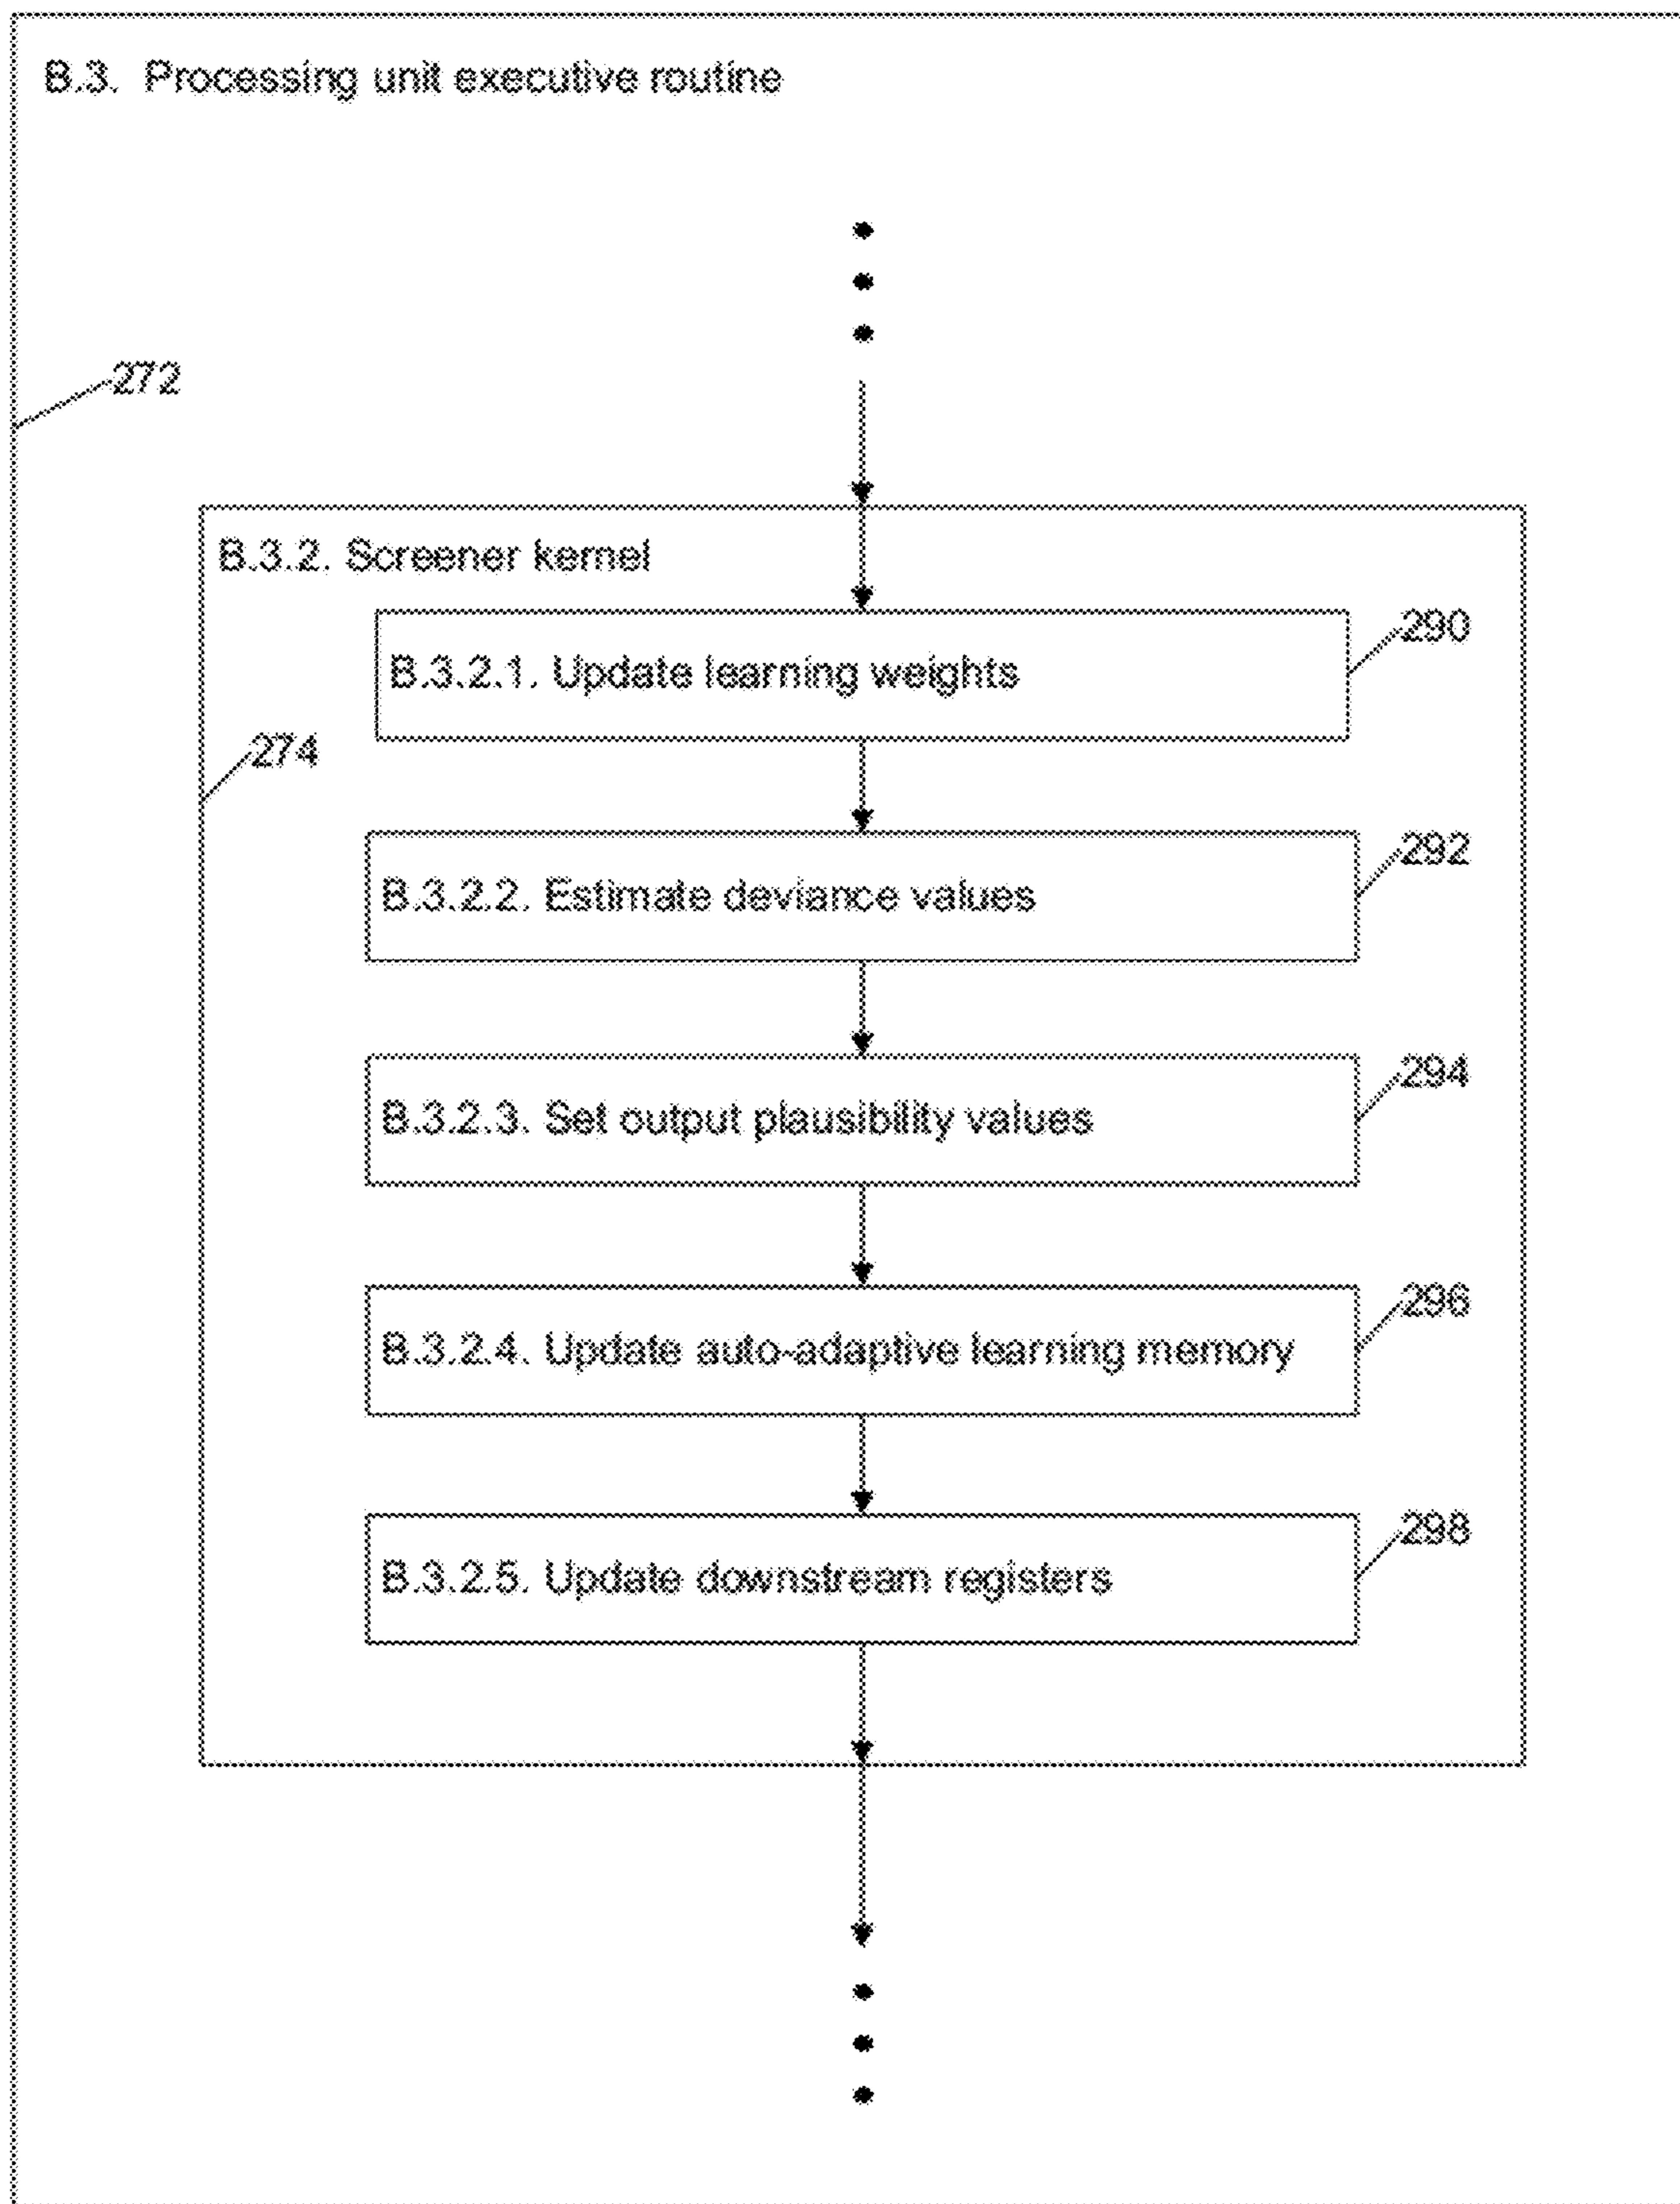 B.3. Processing unit executive routine
272
B.3.2. Screener kernel
290
B.3.2.1. Update learning weights
274
292
B.3.2.2. Estimate deviance values
294
B.3.2.3. Set output plausibility values
296
B.3.2.4. Update auto-adaptive learning memory
298
B.3.2.5. Update downstream registers